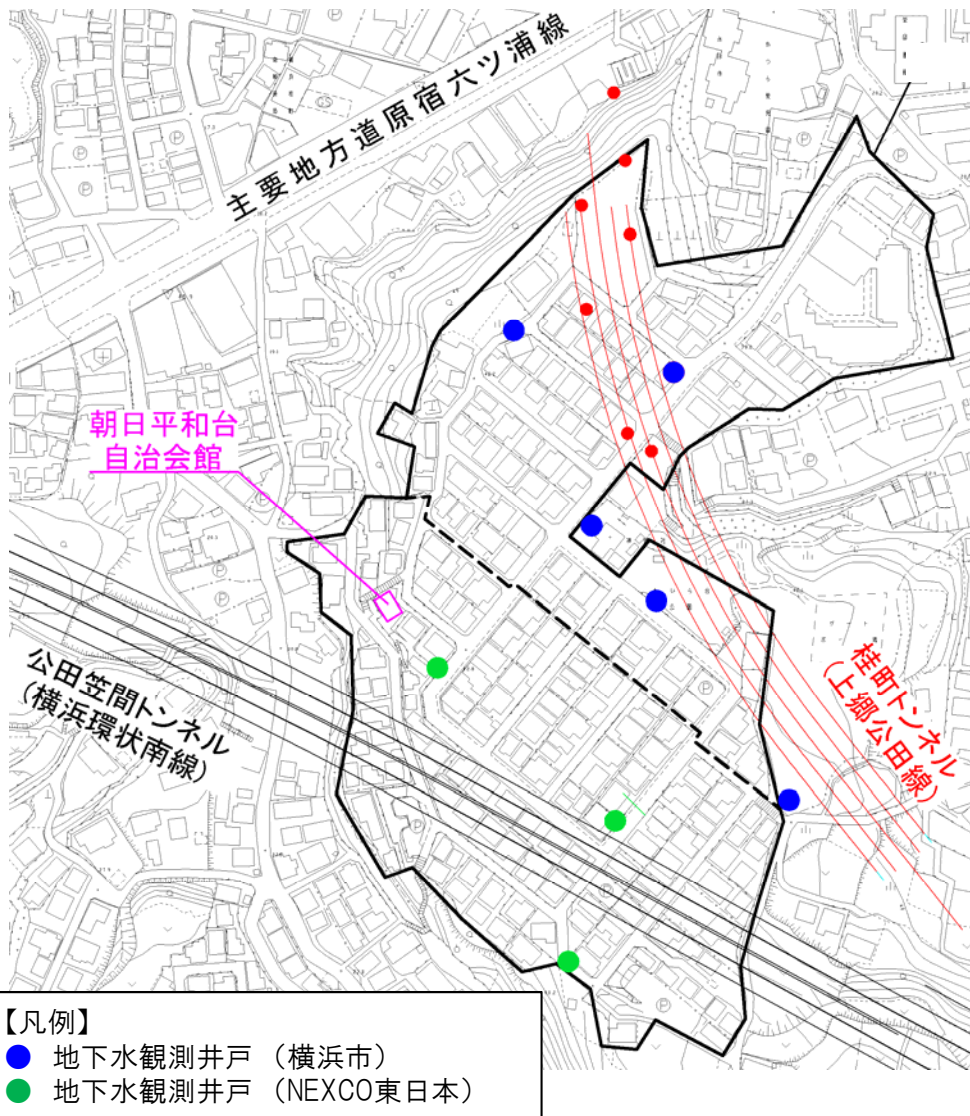 主要地方道原宿六ツ浦線
朝日平和台
自治会館
公田笠間トンネル
(横浜環状南線)
桂町トンネル
(上郷公田線)
【凡例】
地下水観測井戸 (横浜市)
地下水観測井戸 (NEXCO東日本)